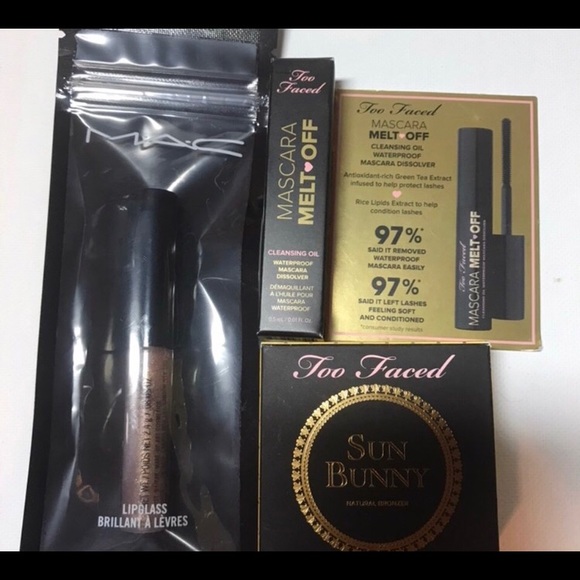 M·A·C
LIPGLASS
BRILLANT À LÈVRES
Too
Faced
MASCARA
MELT♥OFF
CLEANSING OIL
WATERPROOF
MASCARA
DISSOLVER
DÉMAQUILLANT
À L'HUILE POUR
MASCARA
WATERPROOF
Too Faced
MASCARA
MELT♥OFF
CLEANSING OIL
WATERPROOF
MASCARA DISSOLVER
Antioxidant-rich Green Tea Extract
infused to help protect lashes
Rice Lipids Extract to help
condition lashes
97%*
SAID IT REMOVED
WATERPROOF
MASCARA EASILY
97%*
SAID IT LEFT LASHES
FEELING SOFT
AND CONDITIONED
*consumer study results
Too Faced
MASCARA MELT♥OFF
Too Faced
SUN
BUNNY
NATURAL BRONZER